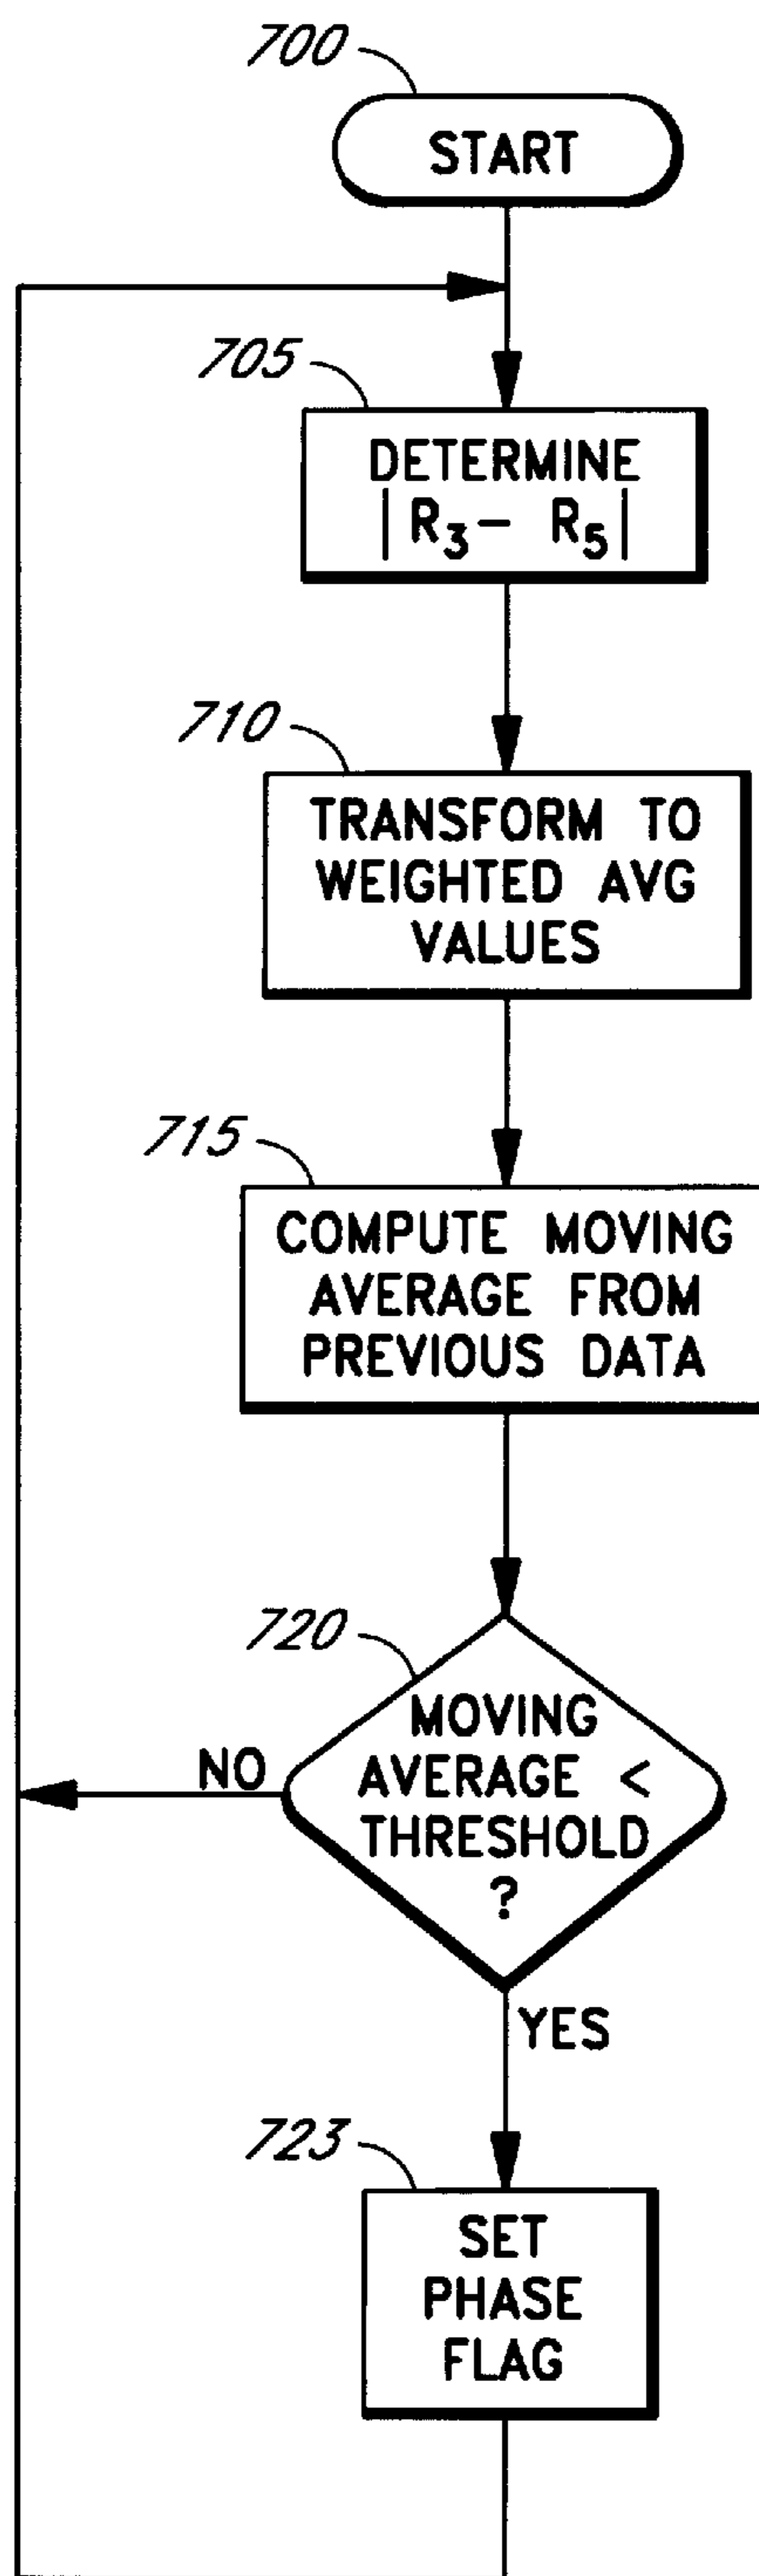 700
START
705
DETERMINE
| R₃ – R₅ |
710
TRANSFORM TO
WEIGHTED AVG
VALUES
715
COMPUTE MOVING
AVERAGE FROM
PREVIOUS DATA
720
MOVING
AVERAGE <
THRESHOLD
?
NO
YES
723
SET
PHASE
FLAG